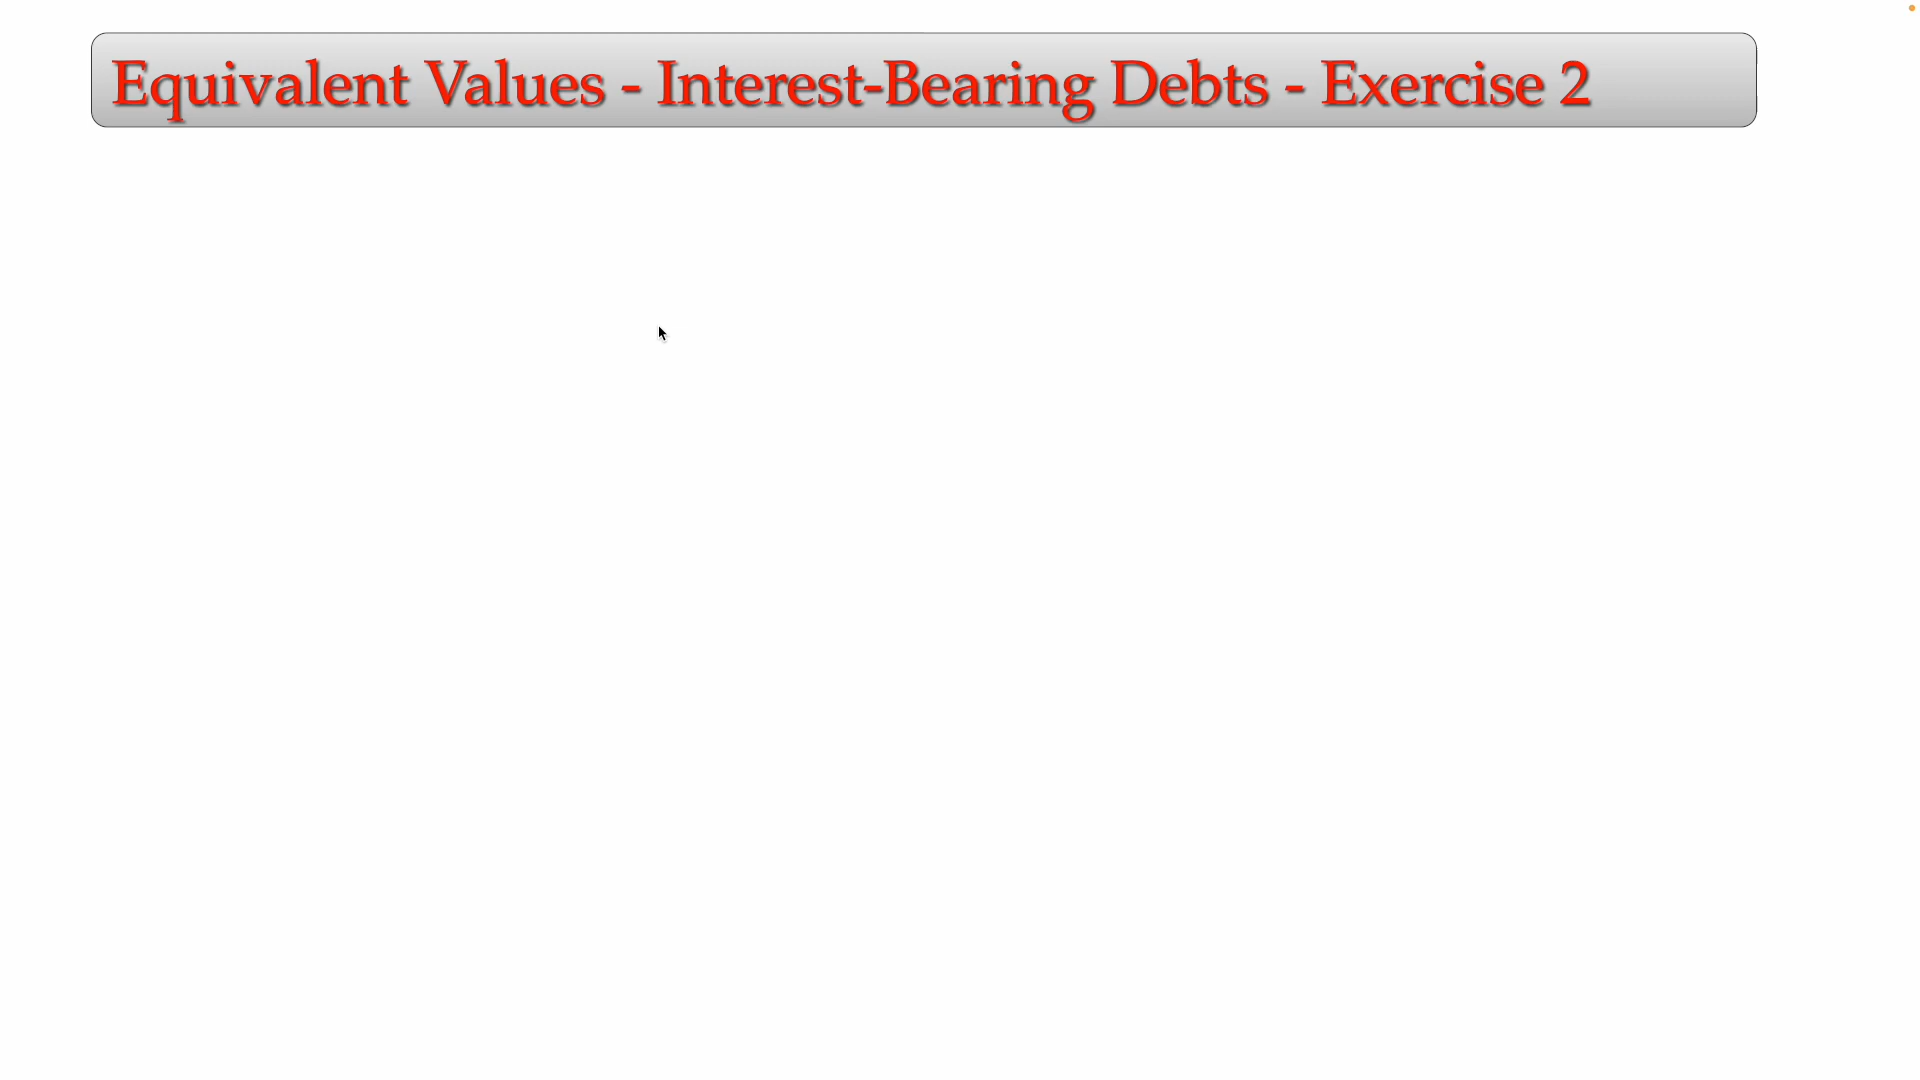 Equivalent Values - Interest-Bearing Debts - Exercise 2